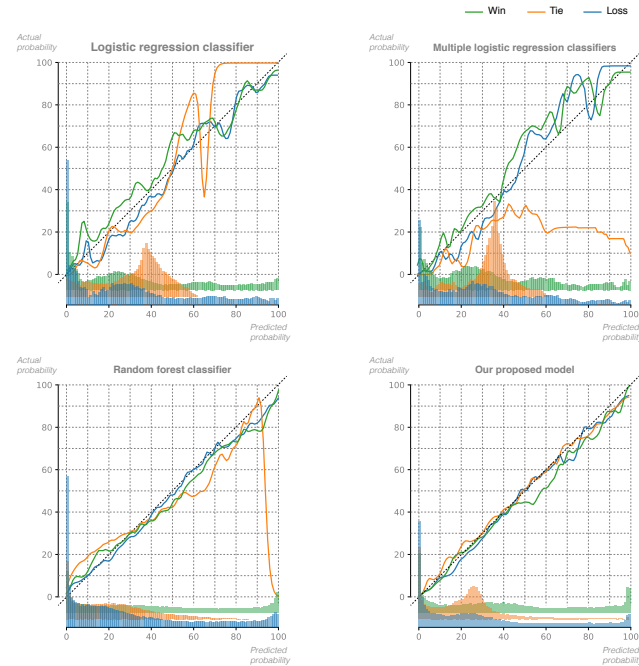 Win Tie Loss
Actual
probability
Logistic regression classifier
100
80
60
40
20
0
0 20 40 60 80 100
Predicted
probability
Actual
probability
Multiple logistic regression classifiers
100
80
60
40
20
0
0 20 40 60 80 100
Predicted
probability
Actual
probability
Random forest classifier
100
80
60
40
20
0
0 20 40 60 80 100
Predicted
probability
Actual
probability
Our proposed model
100
80
60
40
20
0
0 20 40 60 80 100
Predicted
probability